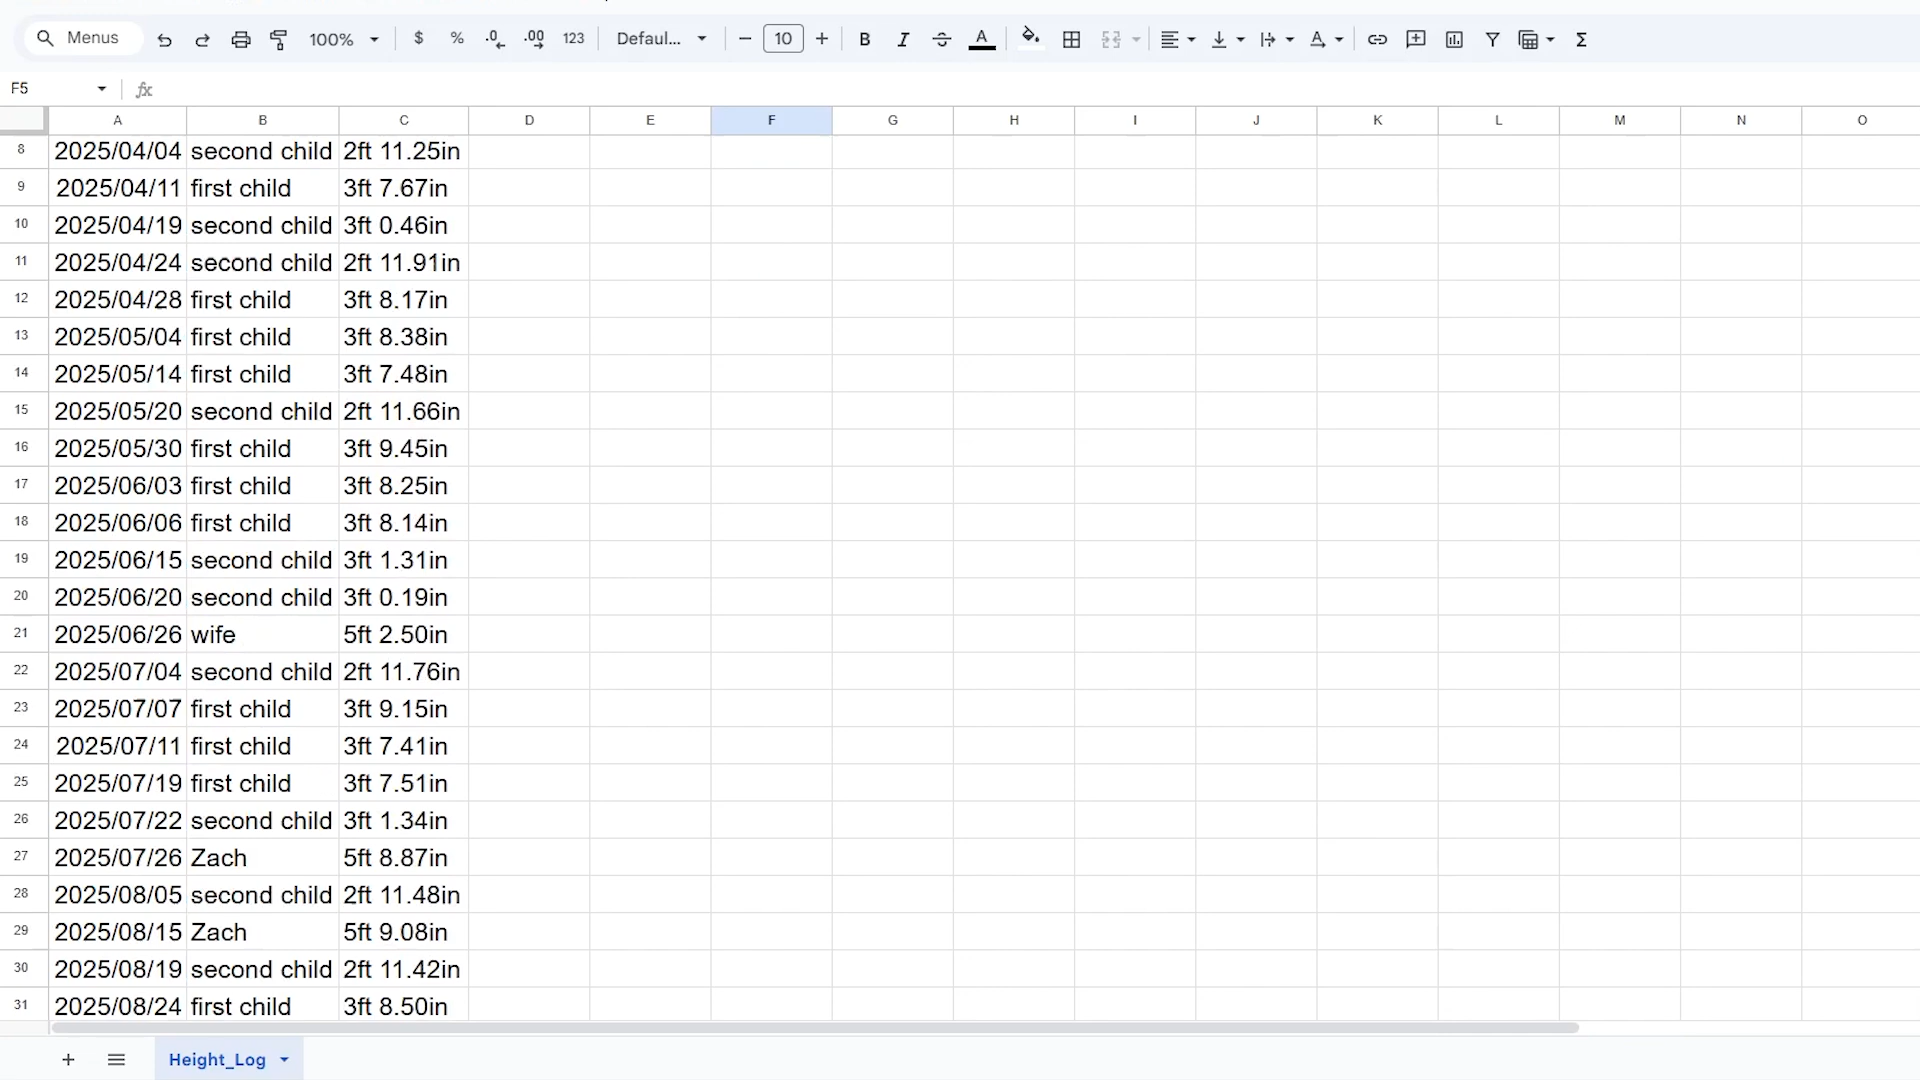 Menus 100% $ % .0 .00 123 Defaul... 10 B I A A Σ
F5 fx
A B C D E F G H I J K L M N O
8 2025/04/04 second child 2ft 11.25in
9 2025/04/11 first child 3ft 7.67in
10 2025/04/19 second child 3ft 0.46in
11 2025/04/24 second child 2ft 11.91in
12 2025/04/28 first child 3ft 8.17in
13 2025/05/04 first child 3ft 8.38in
14 2025/05/14 first child 3ft 7.48in
15 2025/05/20 second child 2ft 11.66in
16 2025/05/30 first child 3ft 9.45in
17 2025/06/03 first child 3ft 8.25in
18 2025/06/06 first child 3ft 8.14in
19 2025/06/15 second child 3ft 1.31in
20 2025/06/20 second child 3ft 0.19in
21 2025/06/26 wife 5ft 2.50in
22 2025/07/04 second child 2ft 11.76in
23 2025/07/07 first child 3ft 9.15in
24 2025/07/11 first child 3ft 7.41in
25 2025/07/19 first child 3ft 7.51in
26 2025/07/22 second child 3ft 1.34in
27 2025/07/26 Zach 5ft 8.87in
28 2025/08/05 second child 2ft 11.48in
29 2025/08/15 Zach 5ft 9.08in
30 2025/08/19 second child 2ft 11.42in
31 2025/08/24 first child 3ft 8.50in
Height_Log